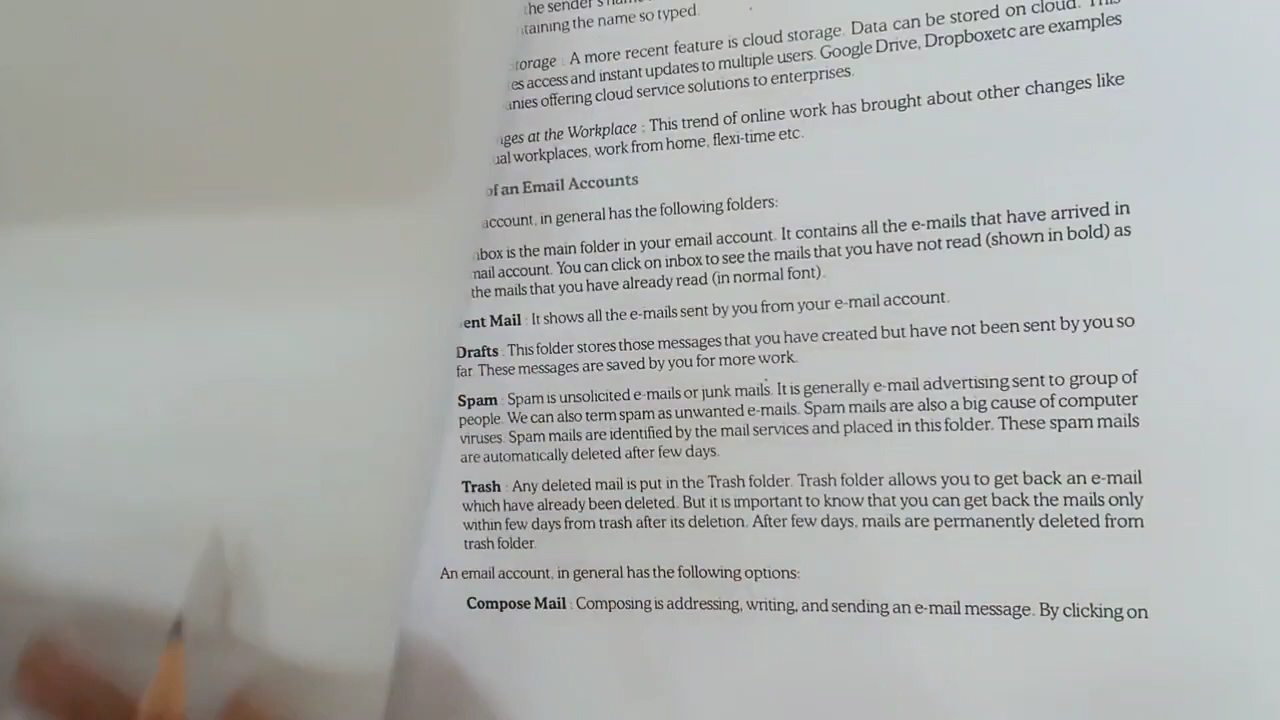 the sender's
taining the name so typed.
torage : A more recent feature is cloud storage. Data can be stored on cloud. This
es access and instant updates to multiple users. Google Drive, Dropboxetc are examples
anies offering cloud service solutions to enterprises.
ges at the Workplace : This trend of online work has brought about other changes like
ual workplaces, work from home, flexi-time etc.
of an Email Accounts
account, in general has the following folders:
nbox is the main folder in your email account. It contains all the e-mails that have arrived in
mail account. You can click on inbox to see the mails that you have not read (shown in bold) as
the mails that you have already read (in normal font).
ent Mail : It shows all the e-mails sent by you from your e-mail account.
Drafts : This folder stores those messages that you have created but have not been sent by you so
far. These messages are saved by you for more work.
Spam : Spam is unsolicited e-mails or junk mails. It is generally e-mail advertising sent to group of
people. We can also term spam as unwanted e-mails. Spam mails are also a big cause of computer
viruses. Spam mails are identified by the mail services and placed in this folder. These spam mails
are automatically deleted after few days.
Trash : Any deleted mail is put in the Trash folder. Trash folder allows you to get back an e-mail
which have already been deleted. But it is important to know that you can get back the mails only
within few days from trash after its deletion. After few days, mails are permanently deleted from
trash folder.
An email account, in general has the following options:
Compose Mail : Composing is addressing, writing, and sending an e-mail message. By clicking on